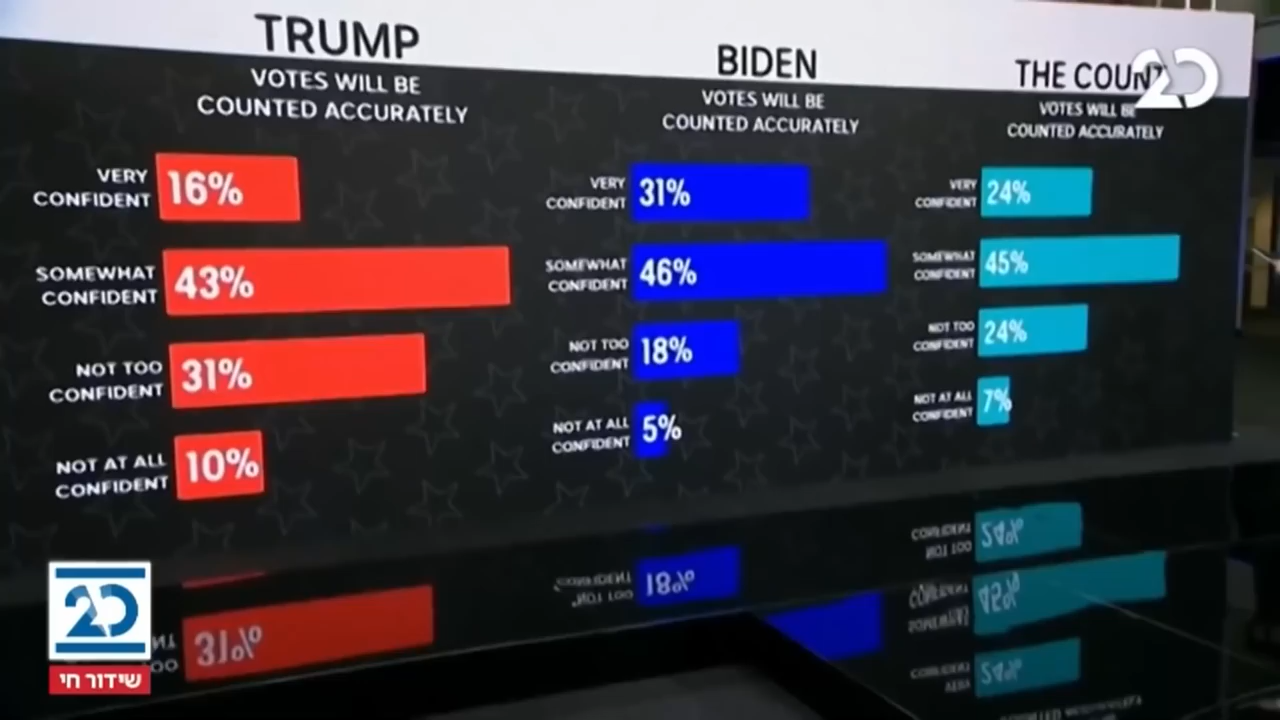 TRUMP
VOTES WILL BE
COUNTED ACCURATELY
VERY
CONFIDENT
16%
SOMEWHAT
CONFIDENT
43%
NOT TOO
CONFIDENT
31%
NOT AT ALL
CONFIDENT
10%
BIDEN
VOTES WILL BE
COUNTED ACCURATELY
VERY
CONFIDENT
31%
SOMEWHAT
CONFIDENT
46%
NOT TOO
CONFIDENT
18%
NOT AT ALL
CONFIDENT
5%
THE COUNT
VOTES WILL BE
COUNTED ACCURATELY
VERY
CONFIDENT
24%
SOMEWHAT
CONFIDENT
45%
NOT TOO
CONFIDENT
24%
NOT AT ALL
CONFIDENT
7%
20
20
שידור חי